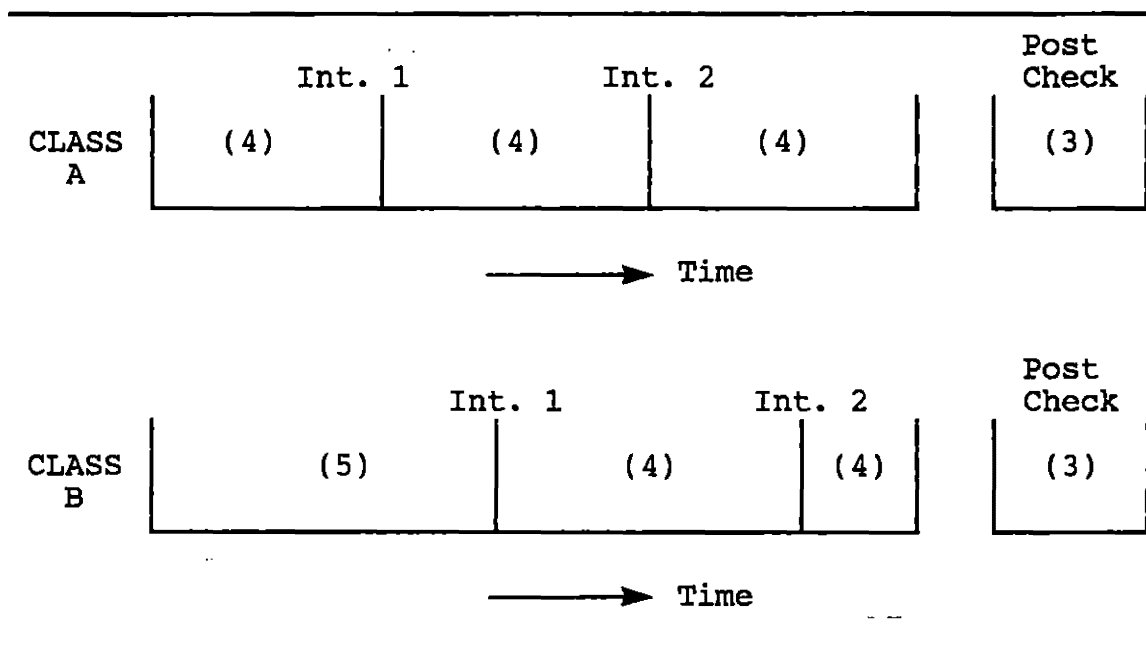 Post
Int. 1 Int. 2 Check
CLASS (4) (4) (4) (3)
A
Time
Post
Int. 1 Int. 2 Check
CLASS (5) (4) (4) (3)
B
Time